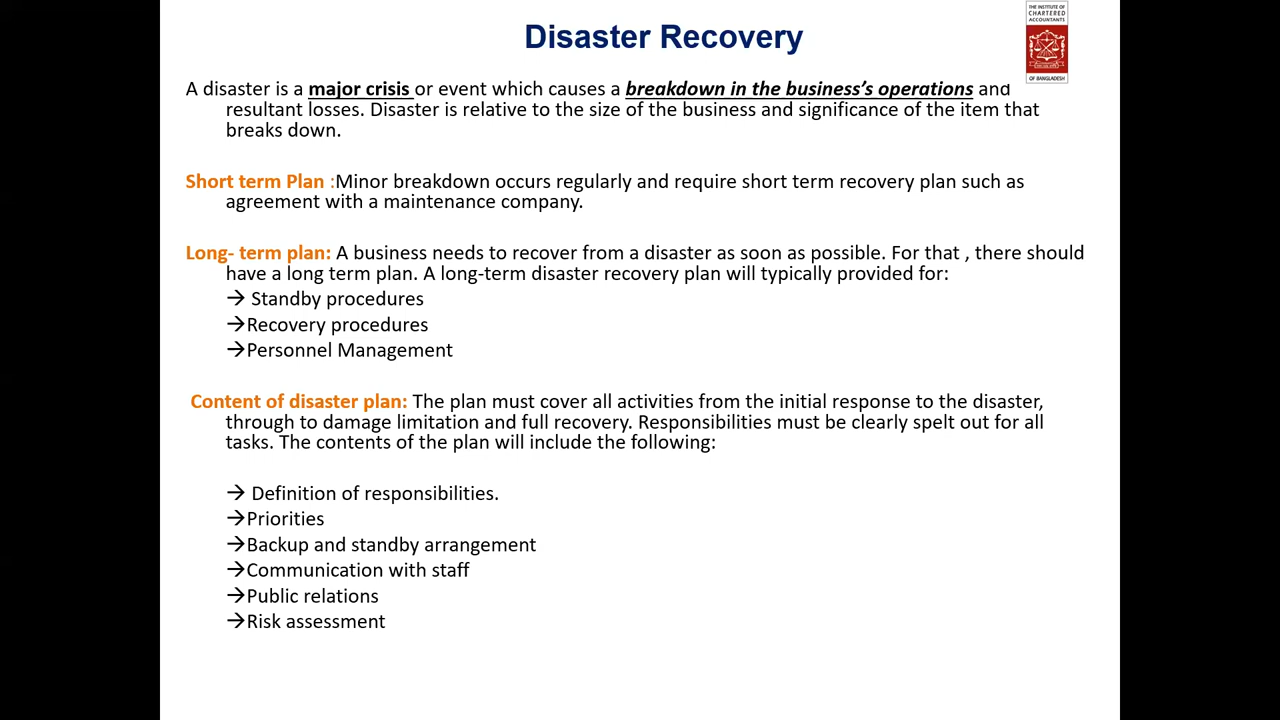 Disaster Recovery
THE INSTITUTE OF
CHARTERED
ACCOUNTANTS
OF BANGLADESH
A disaster is a major crisis or event which causes a breakdown in the business's operations and
resultant losses. Disaster is relative to the size of the business and significance of the item that
breaks down.
Short term Plan :Minor breakdown occurs regularly and require short term recovery plan such as
agreement with a maintenance company.
Long- term plan: A business needs to recover from a disaster as soon as possible. For that , there should
have a long term plan. A long-term disaster recovery plan will typically provided for:
→ Standby procedures
→Recovery procedures
→Personnel Management
Content of disaster plan: The plan must cover all activities from the initial response to the disaster,
through to damage limitation and full recovery. Responsibilities must be clearly spelt out for all
tasks. The contents of the plan will include the following:
→ Definition of responsibilities.
→Priorities
→Backup and standby arrangement
→Communication with staff
→Public relations
→Risk assessment